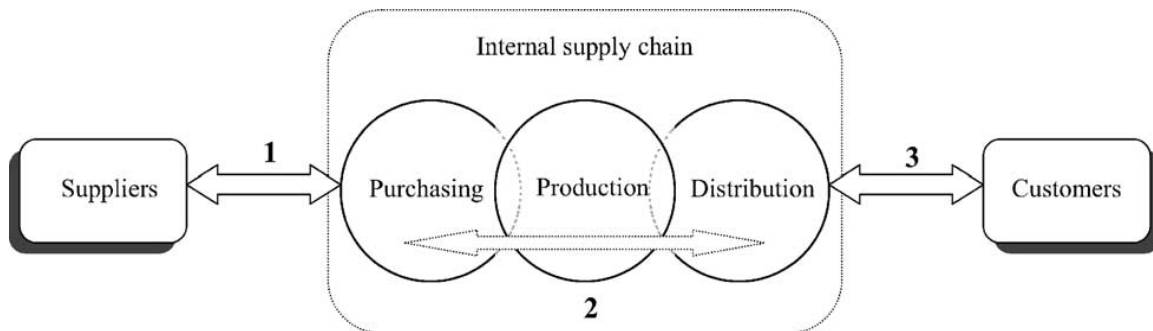 Internal supply chain
1
3
Suppliers
Purchasing
Production
Distribution
Customers
2